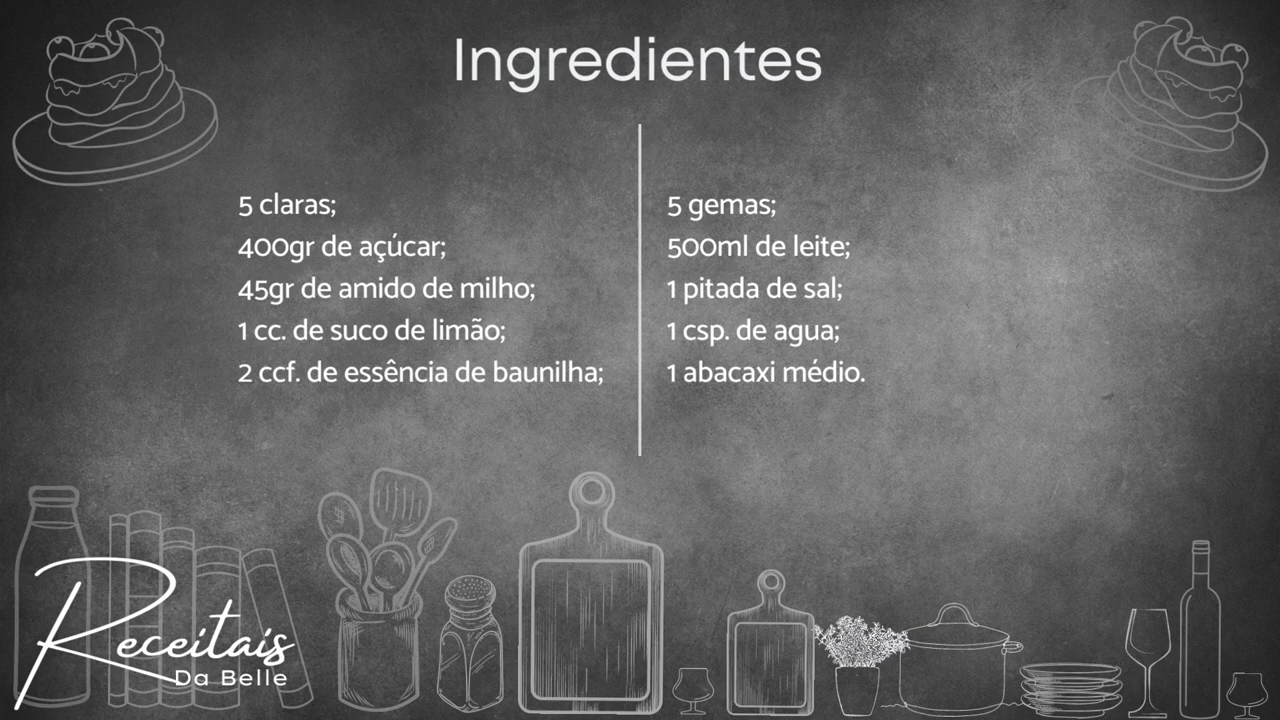 Ingredientes
5 claras;
400gr de açúcar;
45gr de amido de milho;
1 cc. de suco de limão;
2 ccf. de essência de baunilha;
5 gemas;
500ml de leite;
1 pitada de sal;
1 csp. de agua;
1 abacaxi médio.
Receitais
Da Belle